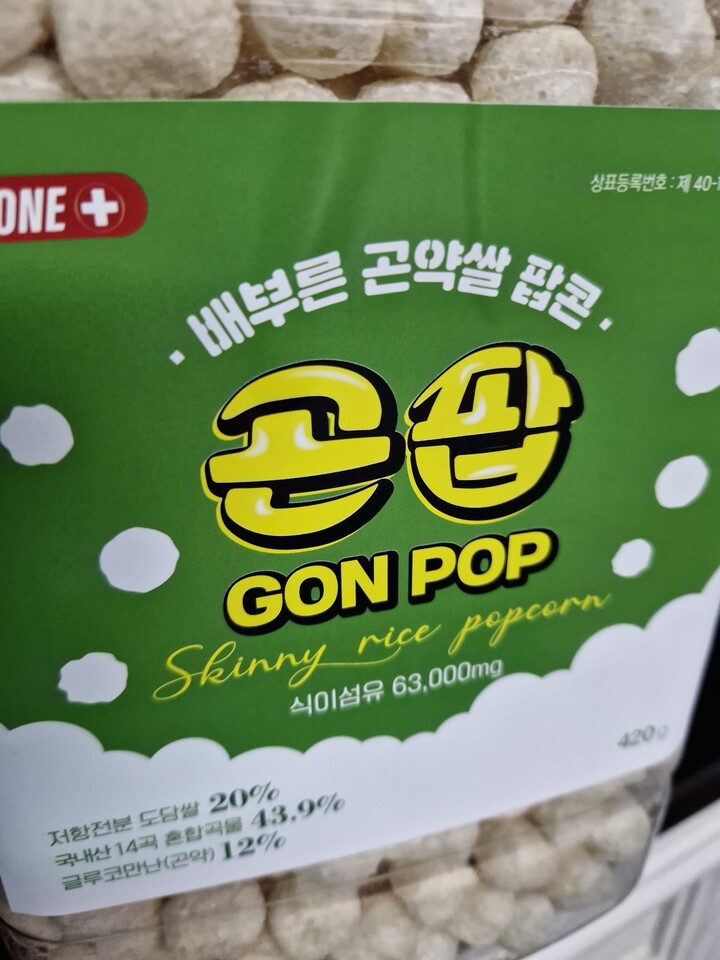 ONE
상표등록번호 : 제 40-1
· 배부른 곤약쌀 팝콘 ·
곤팝
GON POP
Skinny rice popcorn
식이섬유 63,000mg
420g
저항전분 도담쌀 20%
국내산 14곡 혼합곡물 43.9%
글루코만난(곤약) 12%